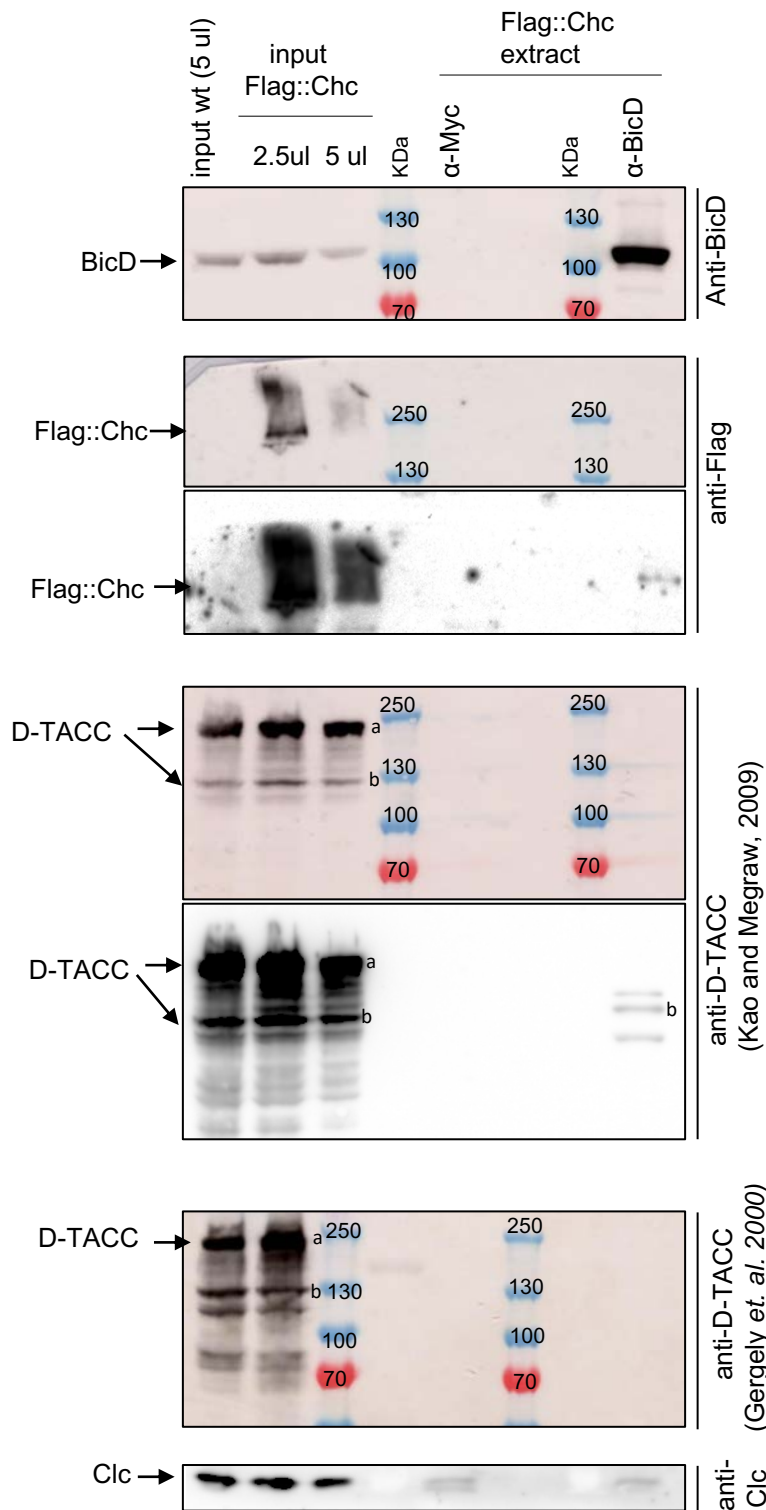 Flag::Chc
extract
input
Flag::Chc
input wt (5 ul)
2.5ul 5 ul
KDa
α-Myc
KDa
α-BicD
130 130
BicD
100 100
70 70
Anti-BicD
250 250
Flag::Chc
130 130
Flag::Chc
anti-Flag
250 250
D-TACC
a
130 130
b
100 100
70 70
D-TACC
a
b b
anti-D-TACC
(Kao and Megraw, 2009)
D-TACC
a 250 250
b 130 130
100 100
70 70
anti-D-TACC
(Gergely et. al. 2000)
Clc
anti-
Clc